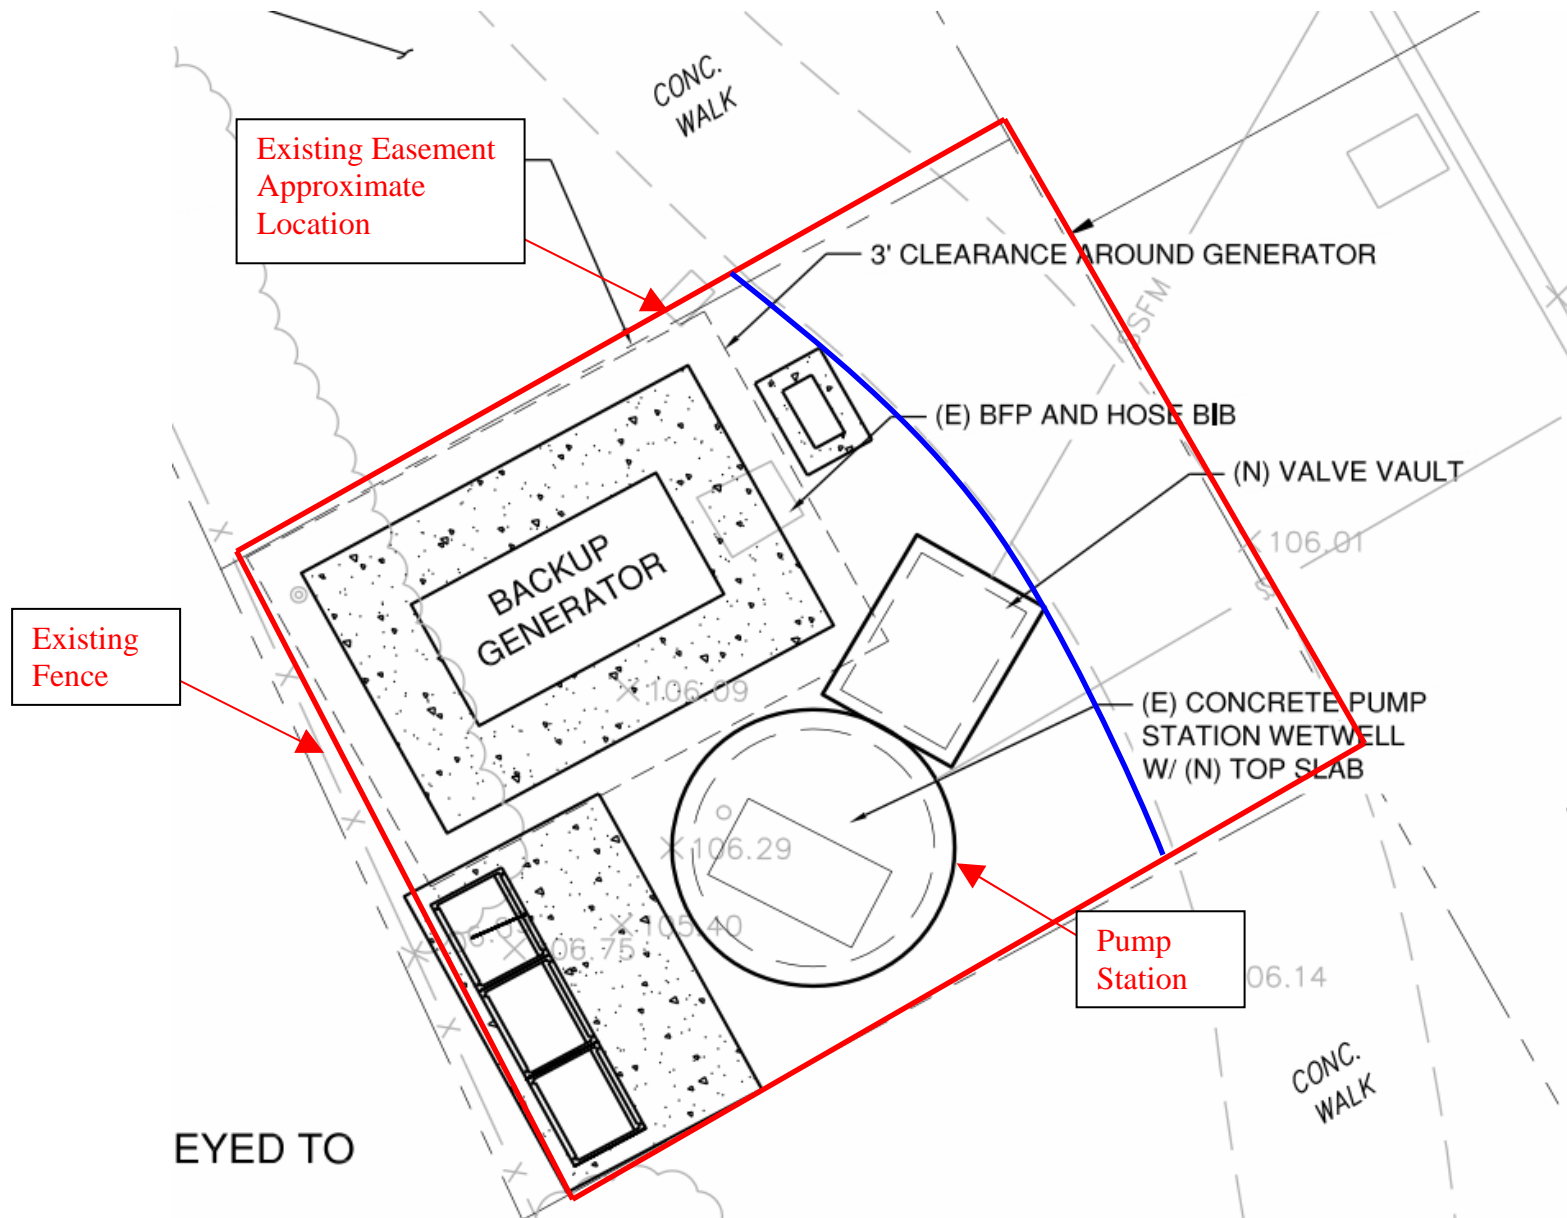 CONC.
WALK
Existing Easement
Approximate
Location
3' CLEARANCE AROUND GENERATOR
SSFM
(E) BFP AND HOSE BIB
(N) VALVE VAULT
106.01
BACKUP
GENERATOR
Existing
Fence
106.09
(E) CONCRETE PUMP
STATION WETWELL
W/ (N) TOP SLAB
106.29
105.40
106.75
Pump
Station
06.14
CONC.
WALK
EYED TO